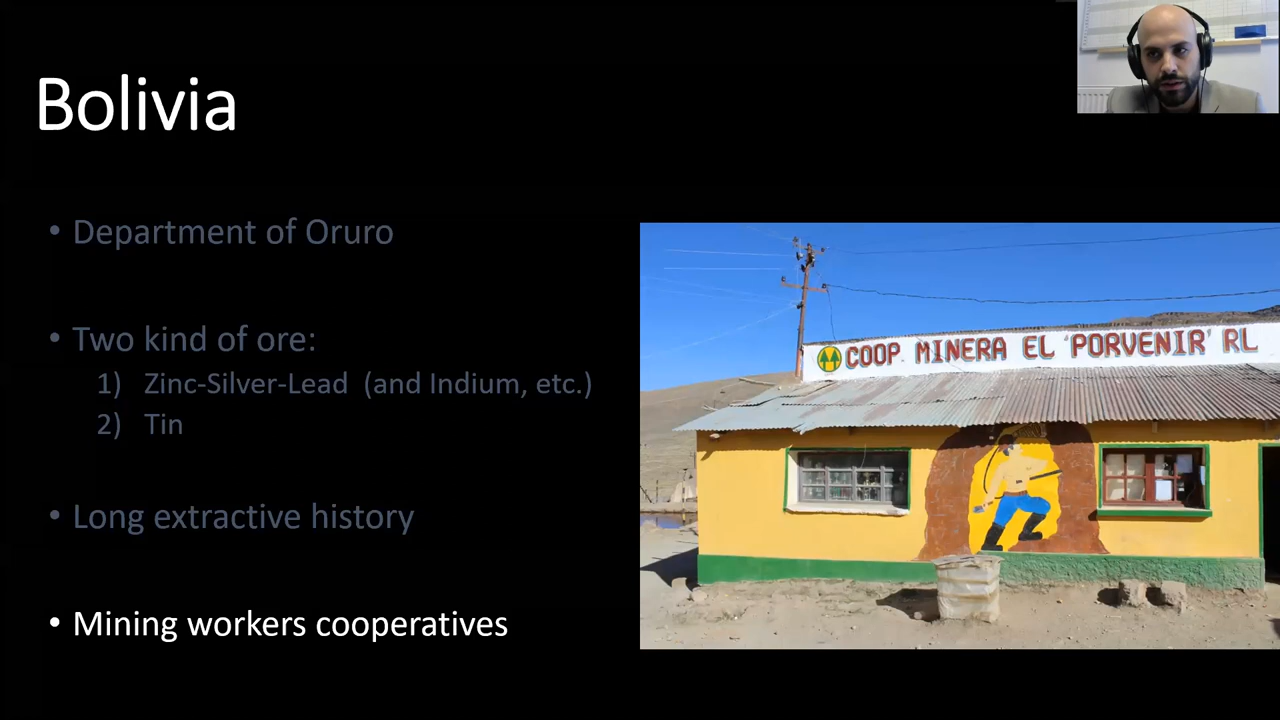 Bolivia
• Department of Oruro
• Two kind of ore:
1) Zinc-Silver-Lead (and Indium, etc.)
2) Tin
• Long extractive history
• Mining workers cooperatives
COOP. MINERA EL 'PORVENIR' RL